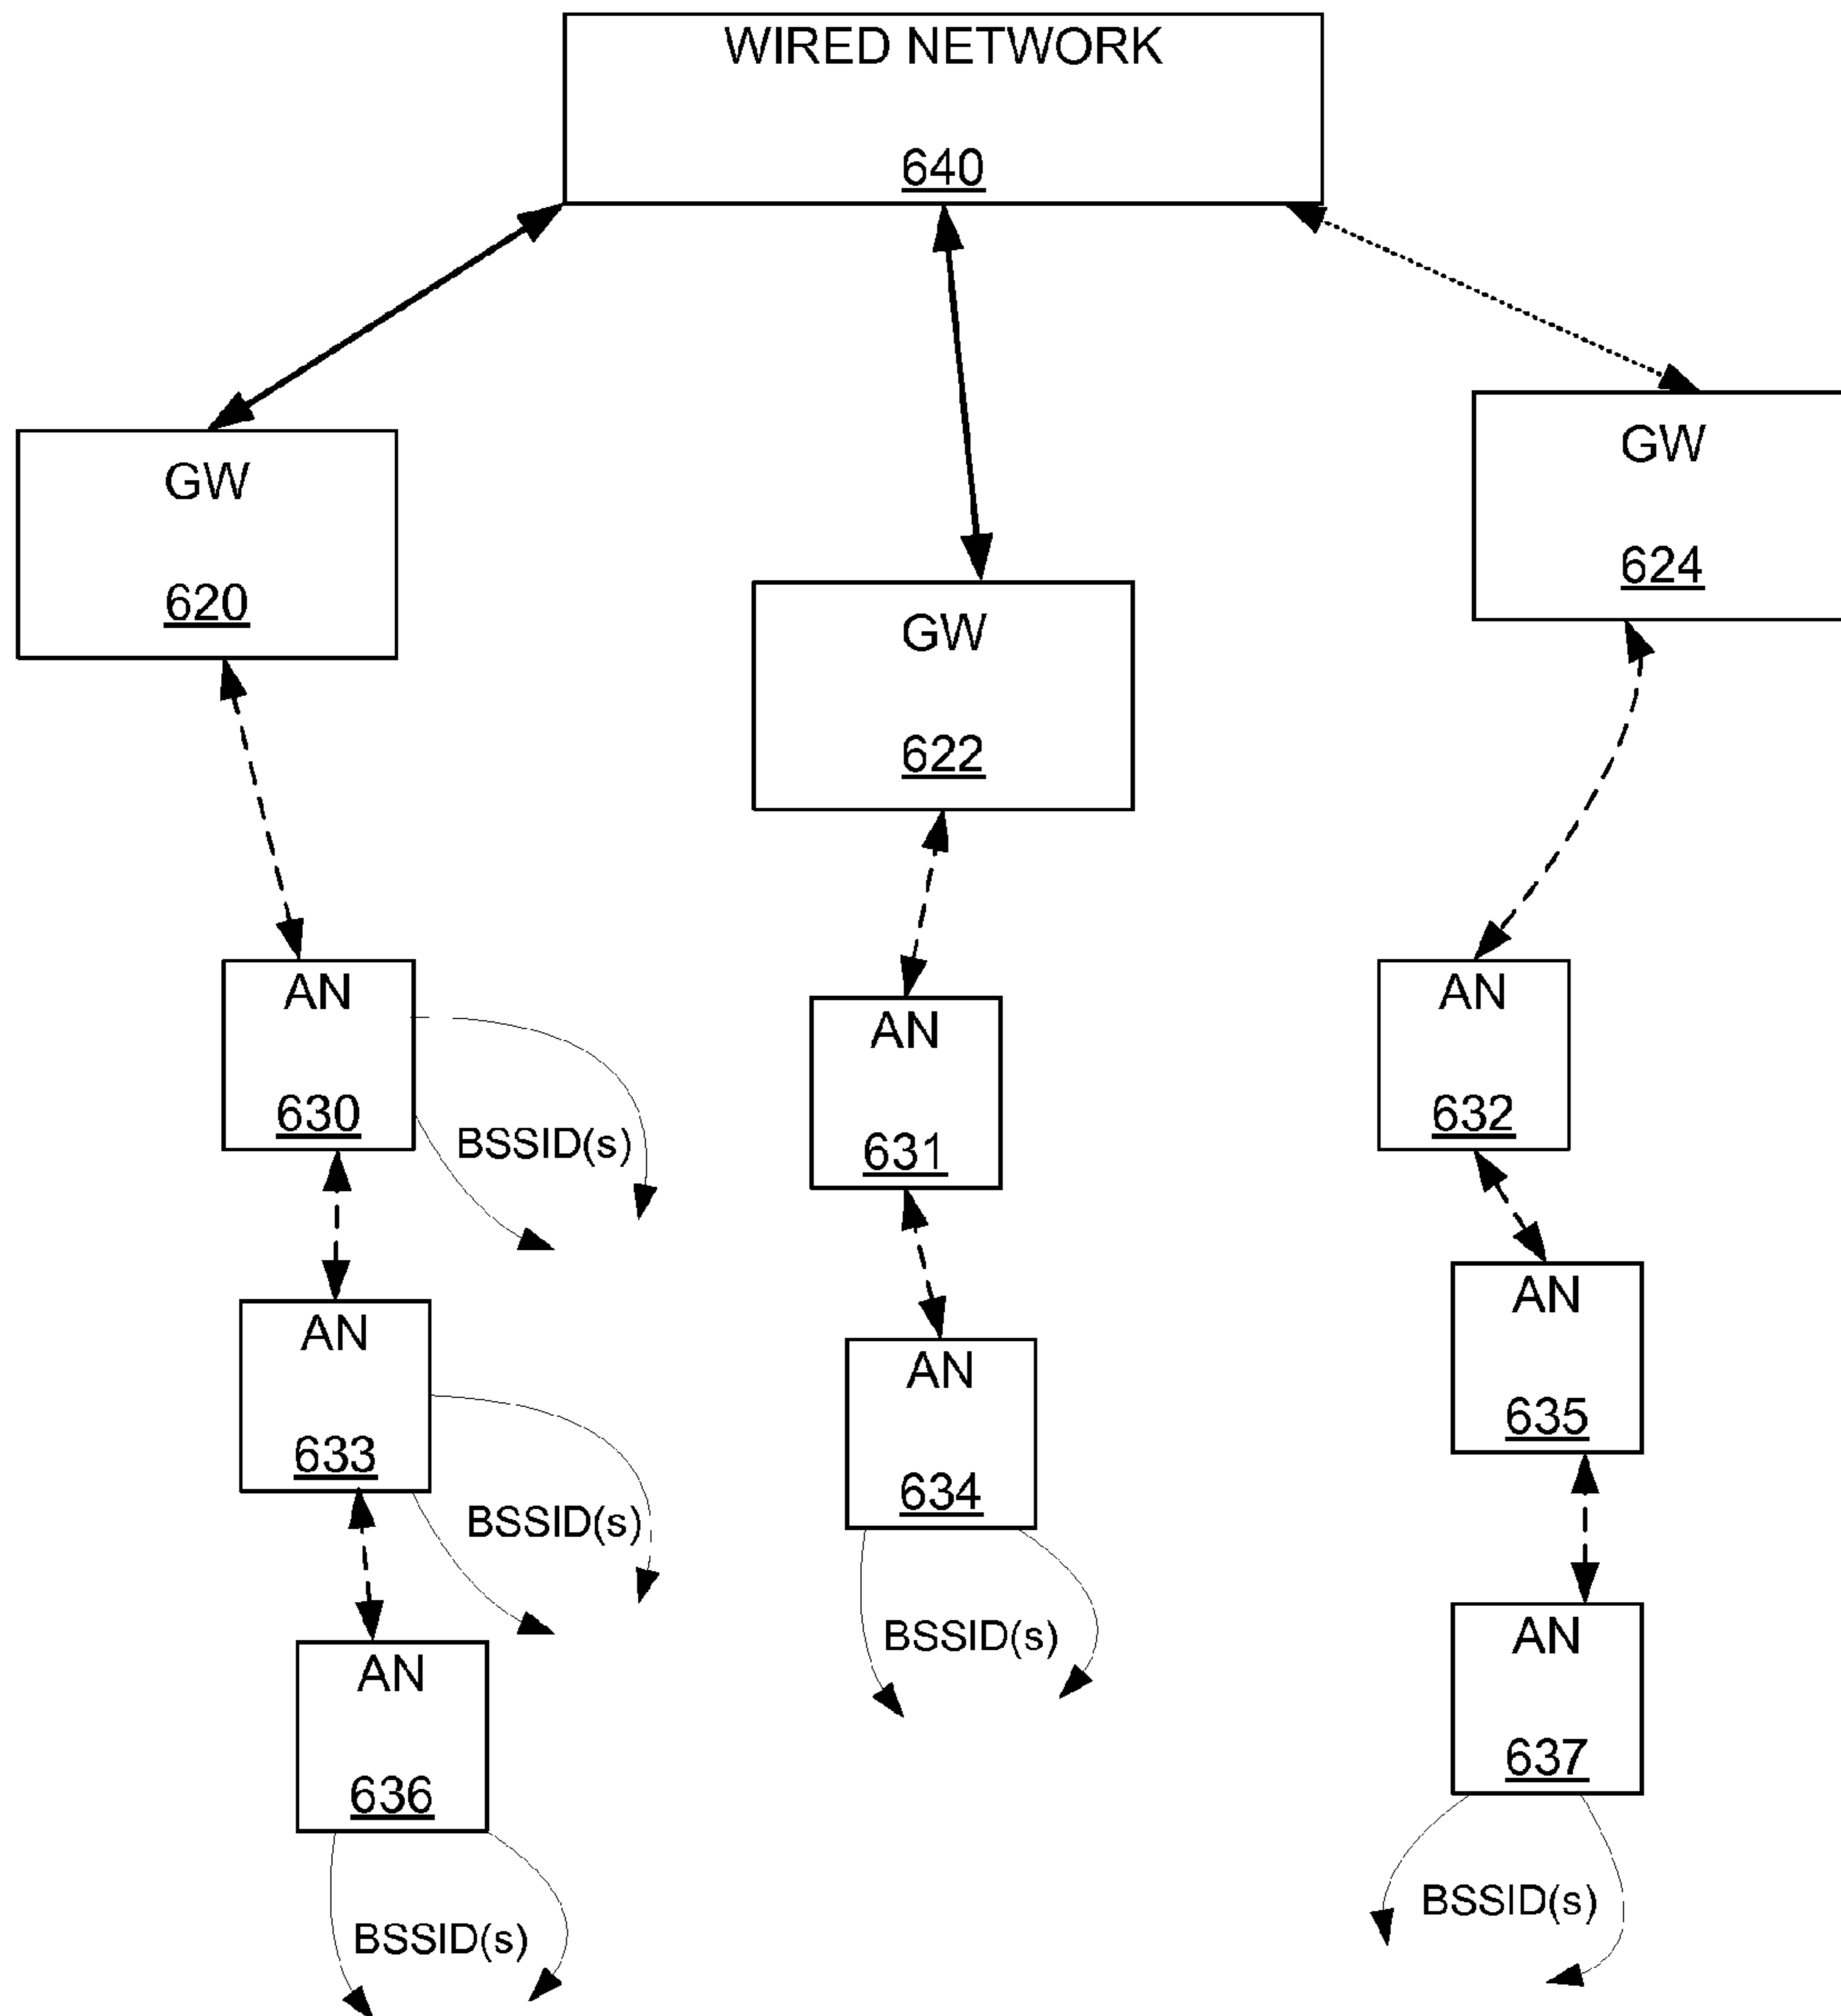 WIRED NETWORK
640
GW
620
GW
622
GW
624
AN
630
BSSID(s)
AN
631
AN
632
AN
633
BSSID(s)
AN
634
BSSID(s)
AN
635
AN
636
BSSID(s)
AN
637
BSSID(s)